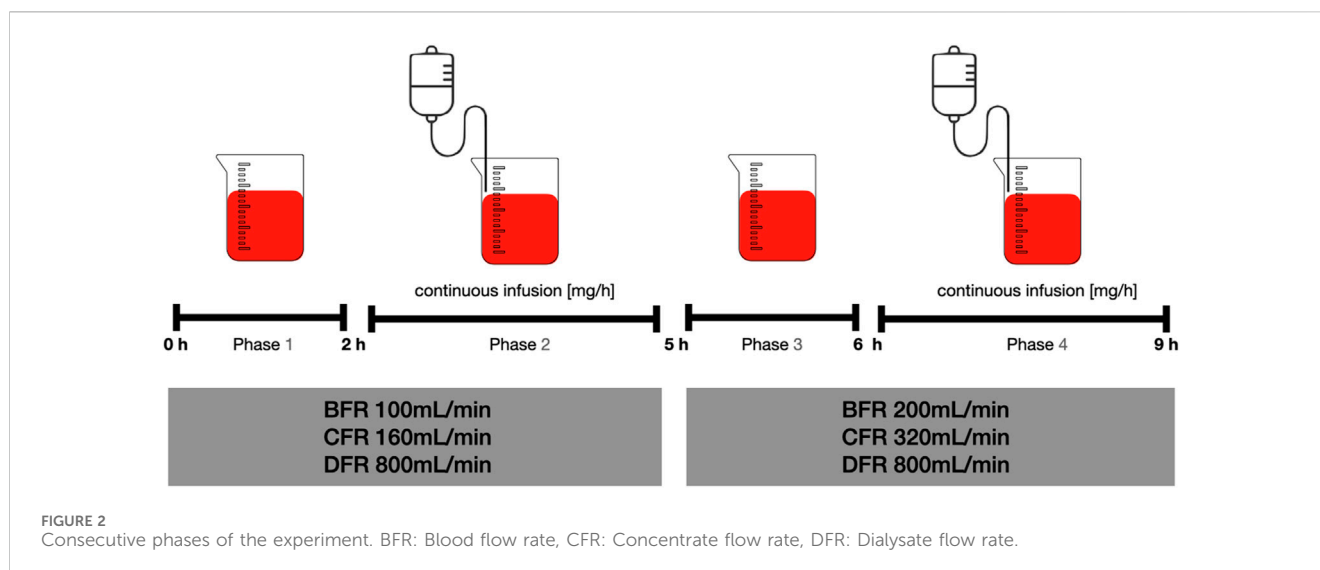 continuous infusion [mg/h]
continuous infusion [mg/h]
0 h Phase 1 2 h Phase 2 5 h Phase 3 6 h Phase 4 9 h
BFR 100mL/min
CFR 160mL/min
DFR 800mL/min
BFR 200mL/min
CFR 320mL/min
DFR 800mL/min
FIGURE 2
Consecutive phases of the experiment. BFR: Blood flow rate, CFR: Concentrate flow rate, DFR: Dialysate flow rate.